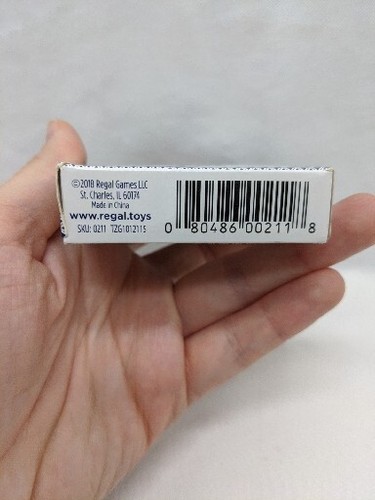 ©2018 Regal Games LLC
St. Charles, IL 60174
Made in China
www.regal.toys
SKU: 0211 TZG1012115
0 80486 00211 8